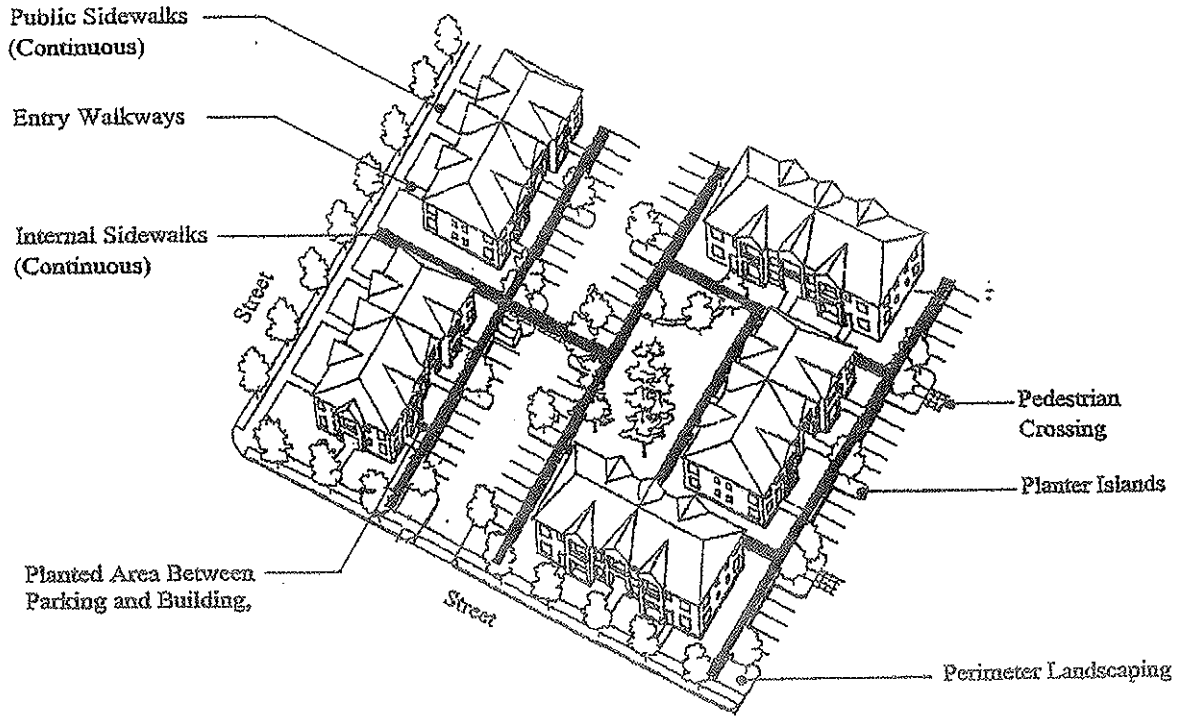 Public Sidewalks
(Continuous)
Entry Walkways
Internal Sidewalks
(Continuous)
Street
Pedestrian
Crossing
Planter Islands
Planted Area Between
Parking and Building,
Street
Perimeter Landscaping